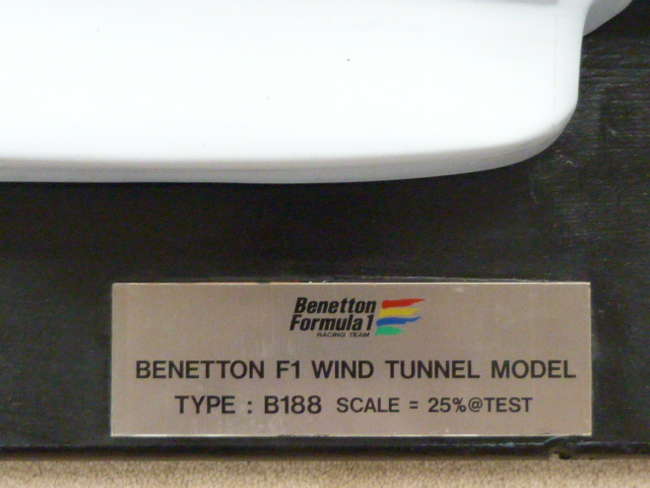 Benetton
Formula 1
RACING TEAM
BENETTON F1 WIND TUNNEL MODEL
TYPE : B188 SCALE = 25%@TEST